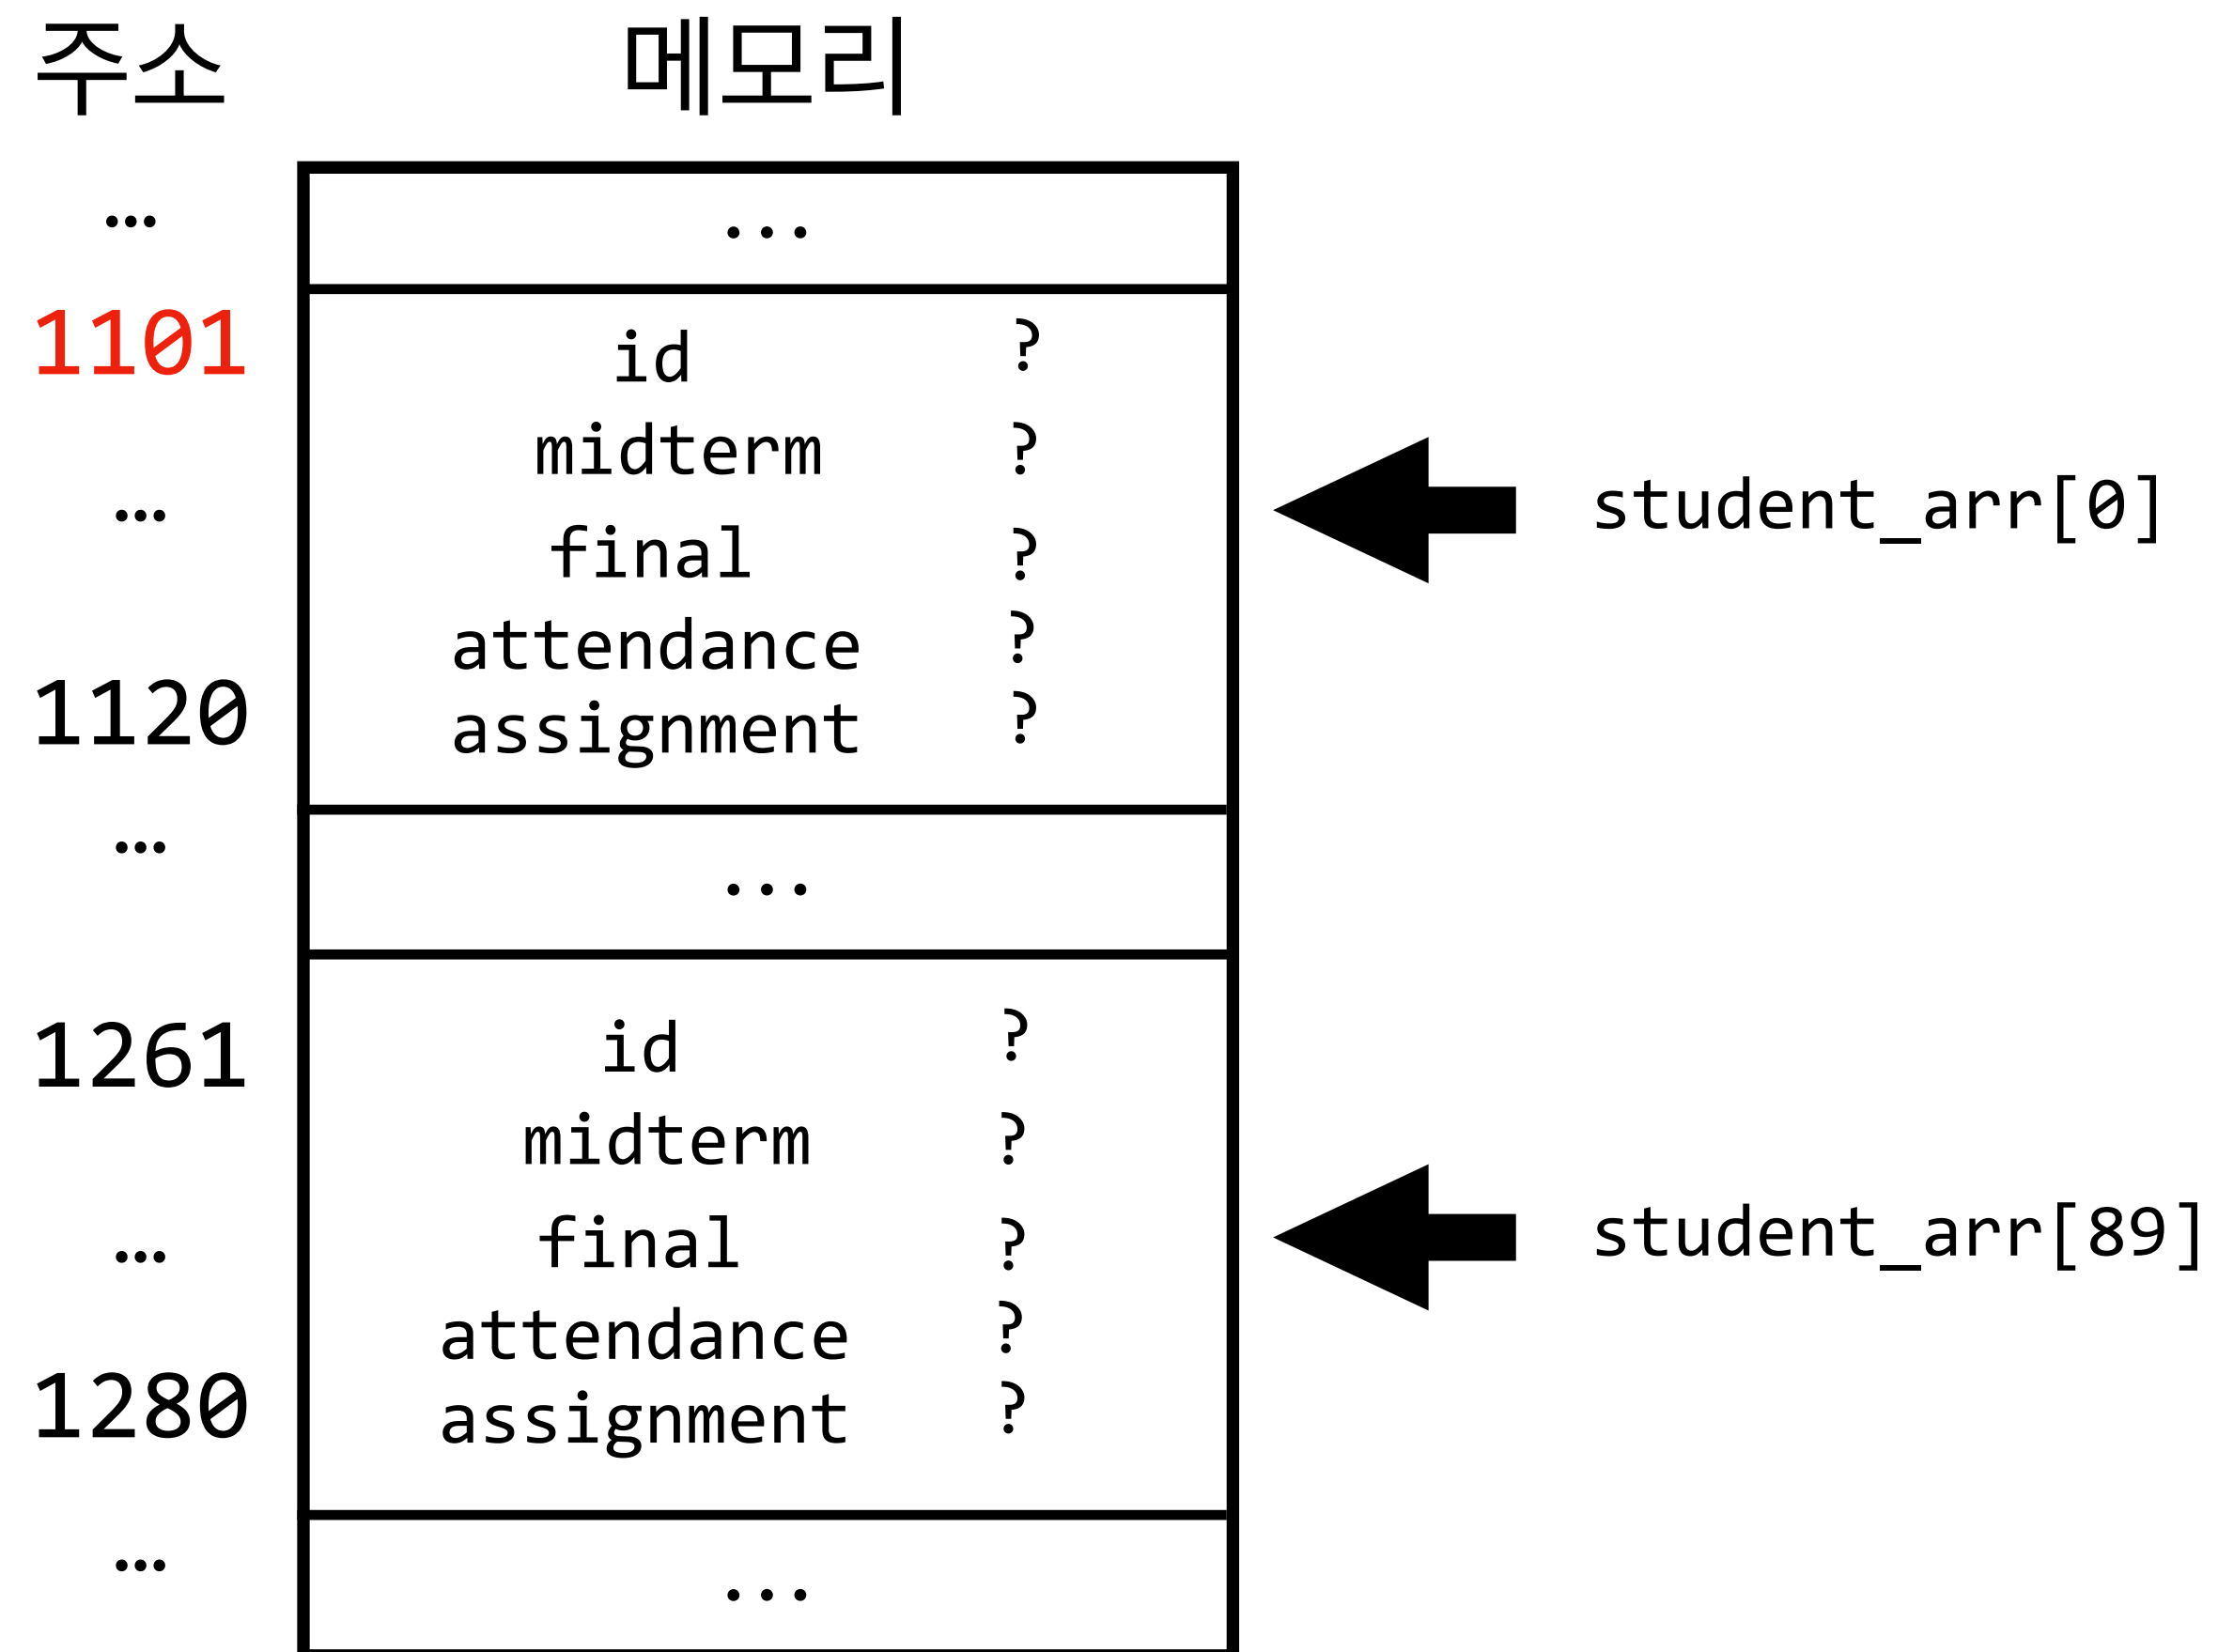 주소 메모리
… ...
1101 id ?
midterm ?
… student_arr[0]
final ?
attendance ?
1120 assignment ?
… ...
1261 id ?
midterm ?
… final ? student_arr[89]
attendance ?
1280 assignment ?
… ...